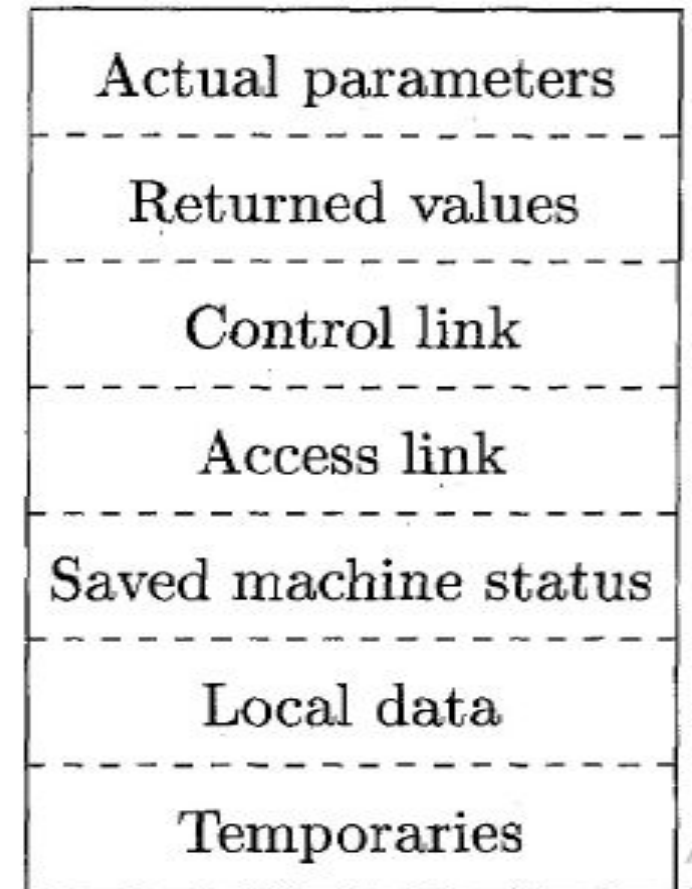 Actual parameters
Returned values
Control link
Access link
Saved machine status
Local data
Temporaries